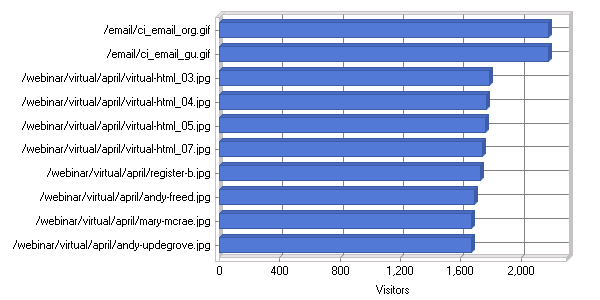 /email/ci_email_org.gif
/email/ci_email_gu.gif
/webinar/virtual/april/virtual-html_03.jpg
/webinar/virtual/april/virtual-html_04.jpg
/webinar/virtual/april/virtual-html_05.jpg
/webinar/virtual/april/virtual-html_07.jpg
/webinar/virtual/april/register-b.jpg
/webinar/virtual/april/andy-freed.jpg
/webinar/virtual/april/mary-mcrae.jpg
/webinar/virtual/april/andy-updegrove.jpg
0 400 800 1,200 1,600 2,000
Visitors